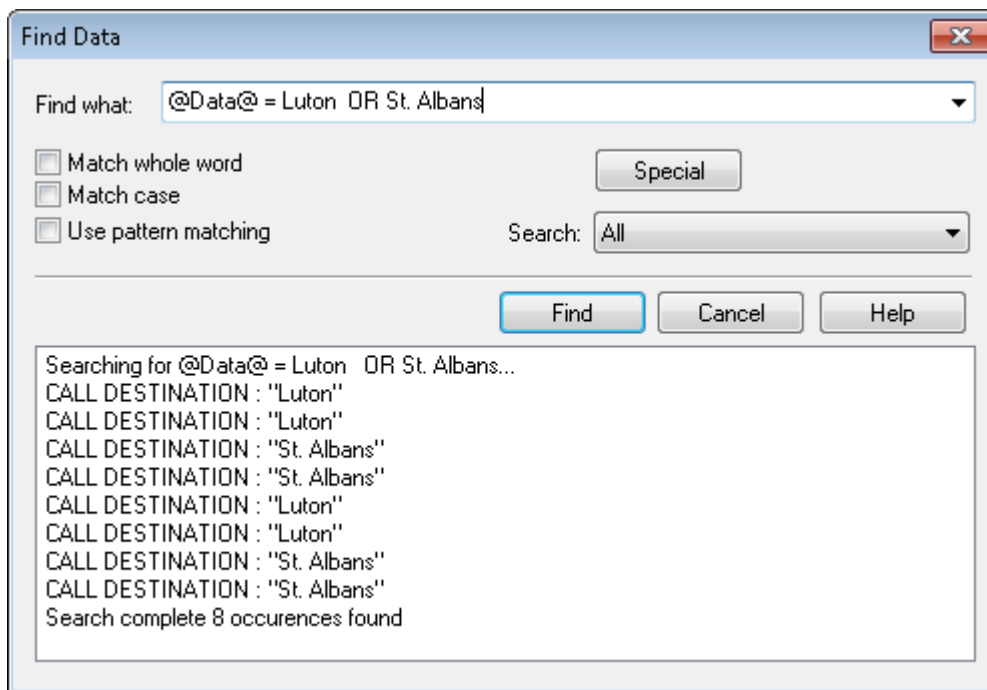 Find Data
Find what: @Data@ = Luton  OR St. Albans
Match whole word
Special
Match case
Use pattern matching
Search: All
Find Cancel Help
Searching for @Data@ = Luton   OR St. Albans...
CALL DESTINATION : "Luton"
CALL DESTINATION : "Luton"
CALL DESTINATION : "St. Albans"
CALL DESTINATION : "St. Albans"
CALL DESTINATION : "Luton"
CALL DESTINATION : "Luton"
CALL DESTINATION : "St. Albans"
CALL DESTINATION : "St. Albans"
Search complete 8 occurences found